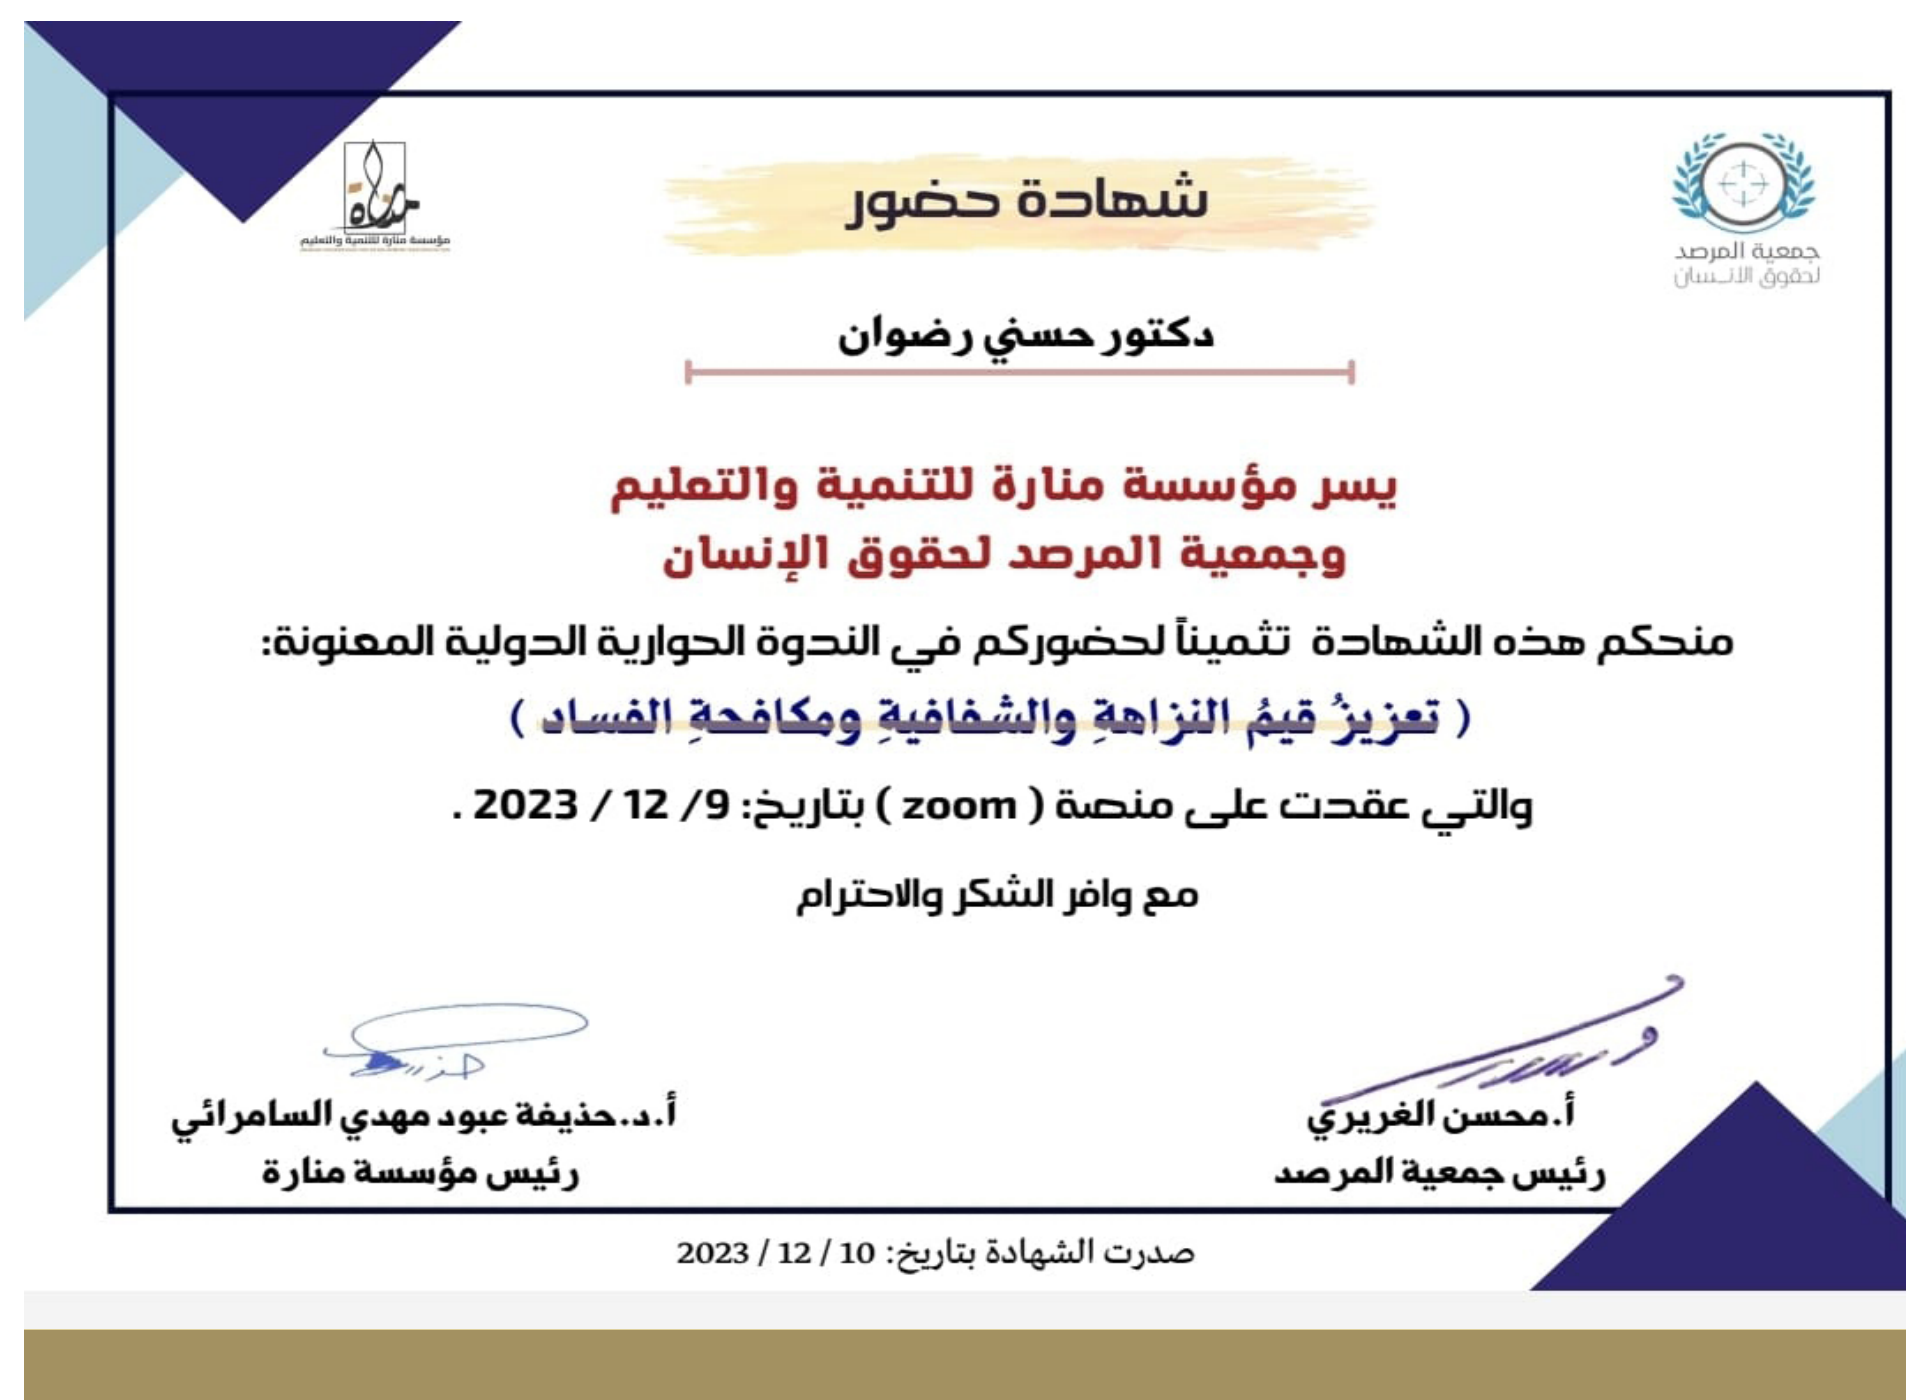 جمعية المرصد
لحقوق الانسان
منارة
مؤسسة منارة للتنمية والتعليم
شهادة حضور
دكتور حسني رضوان
يسر مؤسسة منارة للتنمية والتعليم
وجمعية المرصد لحقوق الإنسان
منحكم هذه الشهادة تثميناً لحضوركم في الندوة الحوارية الدولية المعنونة:
( تعزيزُ قيمُ النزاهةِ والشفافيةِ ومكافحةِ الفساد )
والتي عقدت على منصة ( zoom ) بتاريخ: 9/ 12 / 2023 .
مع وافر الشكر والاحترام
أ.محسن الغريري
رئيس جمعية المرصد
أ.د.حذيفة عبود مهدي السامرائي
رئيس مؤسسة منارة
صدرت الشهادة بتاريخ: 10 / 12 / 2023